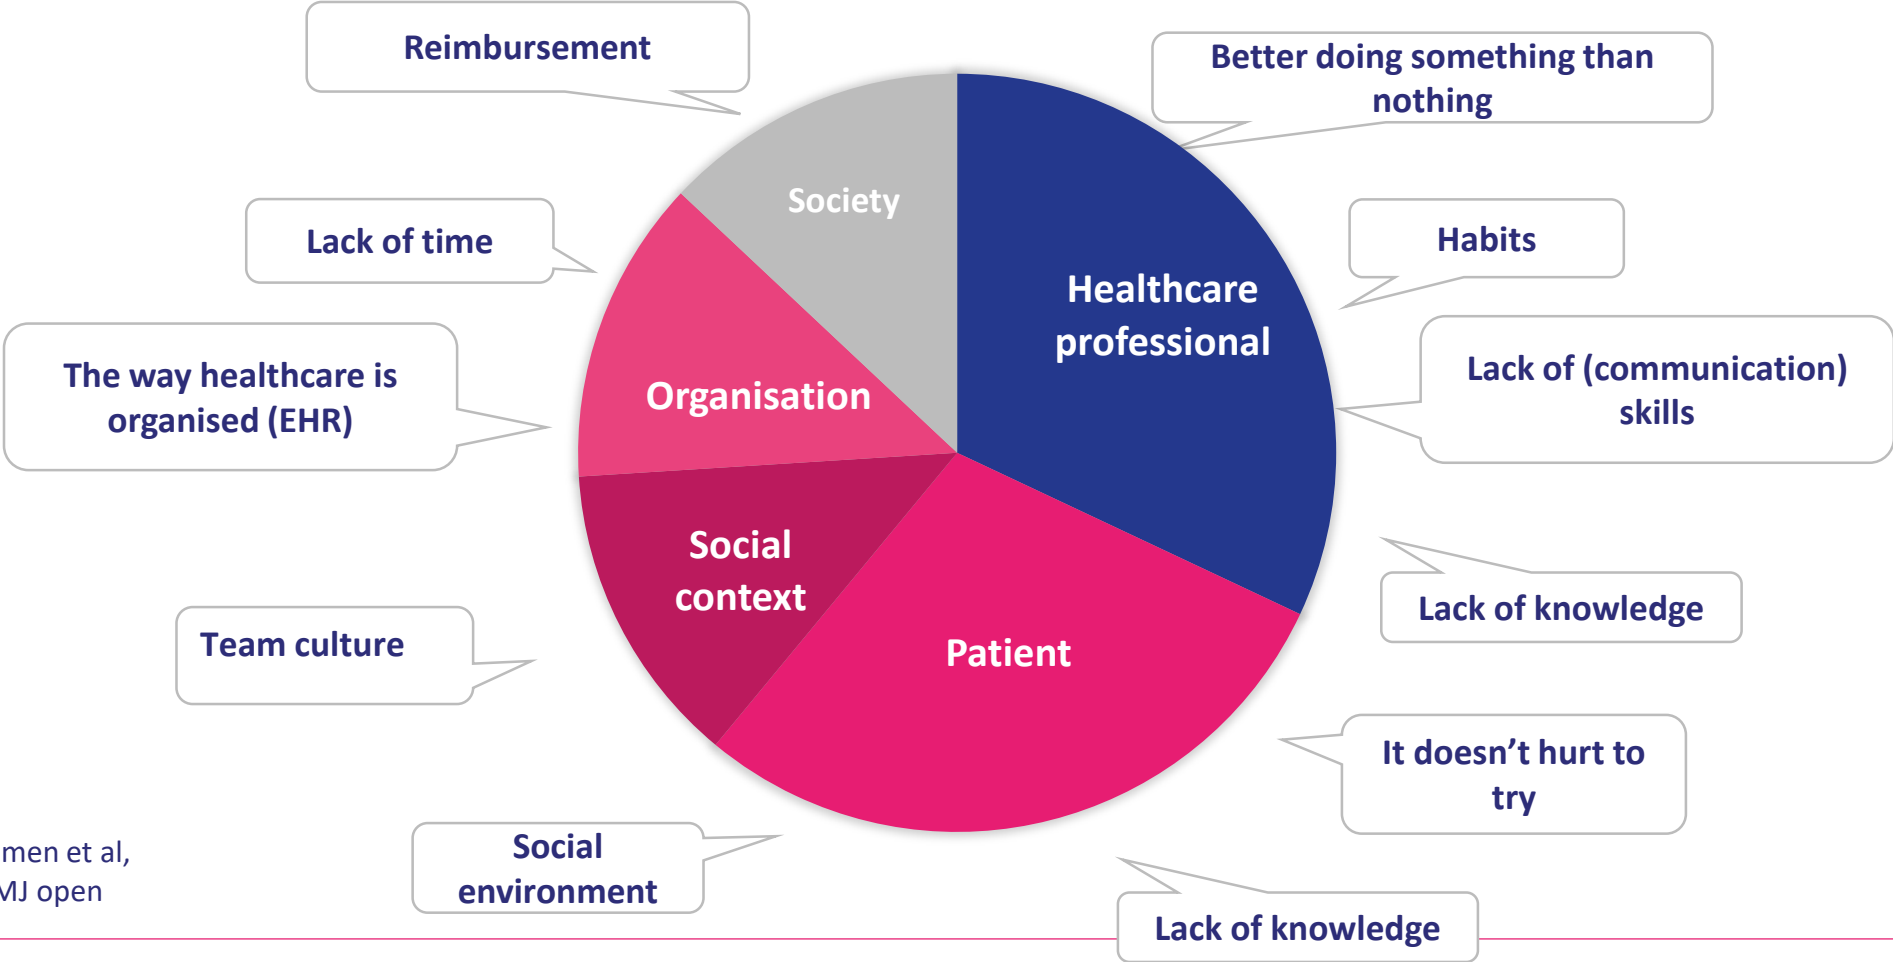 Reimbursement
Better doing something than
nothing
Society
Lack of time
Habits
Healthcare
professional
The way healthcare is
organised (EHR)
Organisation
Lack of (communication)
skills
Social
context
Lack of knowledge
Team culture
Patient
It doesn’t hurt to
try
Social
environment
men et al,
MJ open
Lack of knowledge